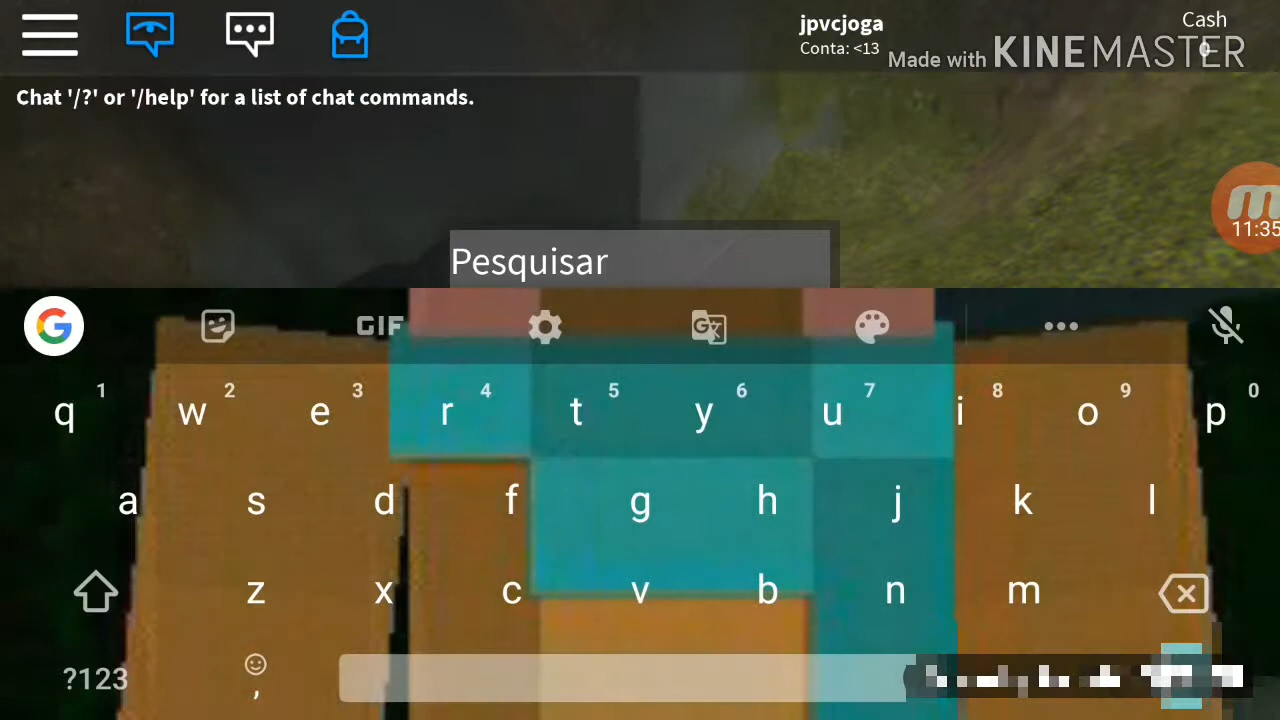 jpvcjoga
Conta: <13
Cash
0
Made with KINEMASTER
Chat '/?' or '/help' for a list of chat commands.
11:35
Pesquisar
GIF
1 2 3 4 5 6 7 8 9 0
q w e r t y u i o p
a s d f g h j k l
z x c v b n m
?123 ,